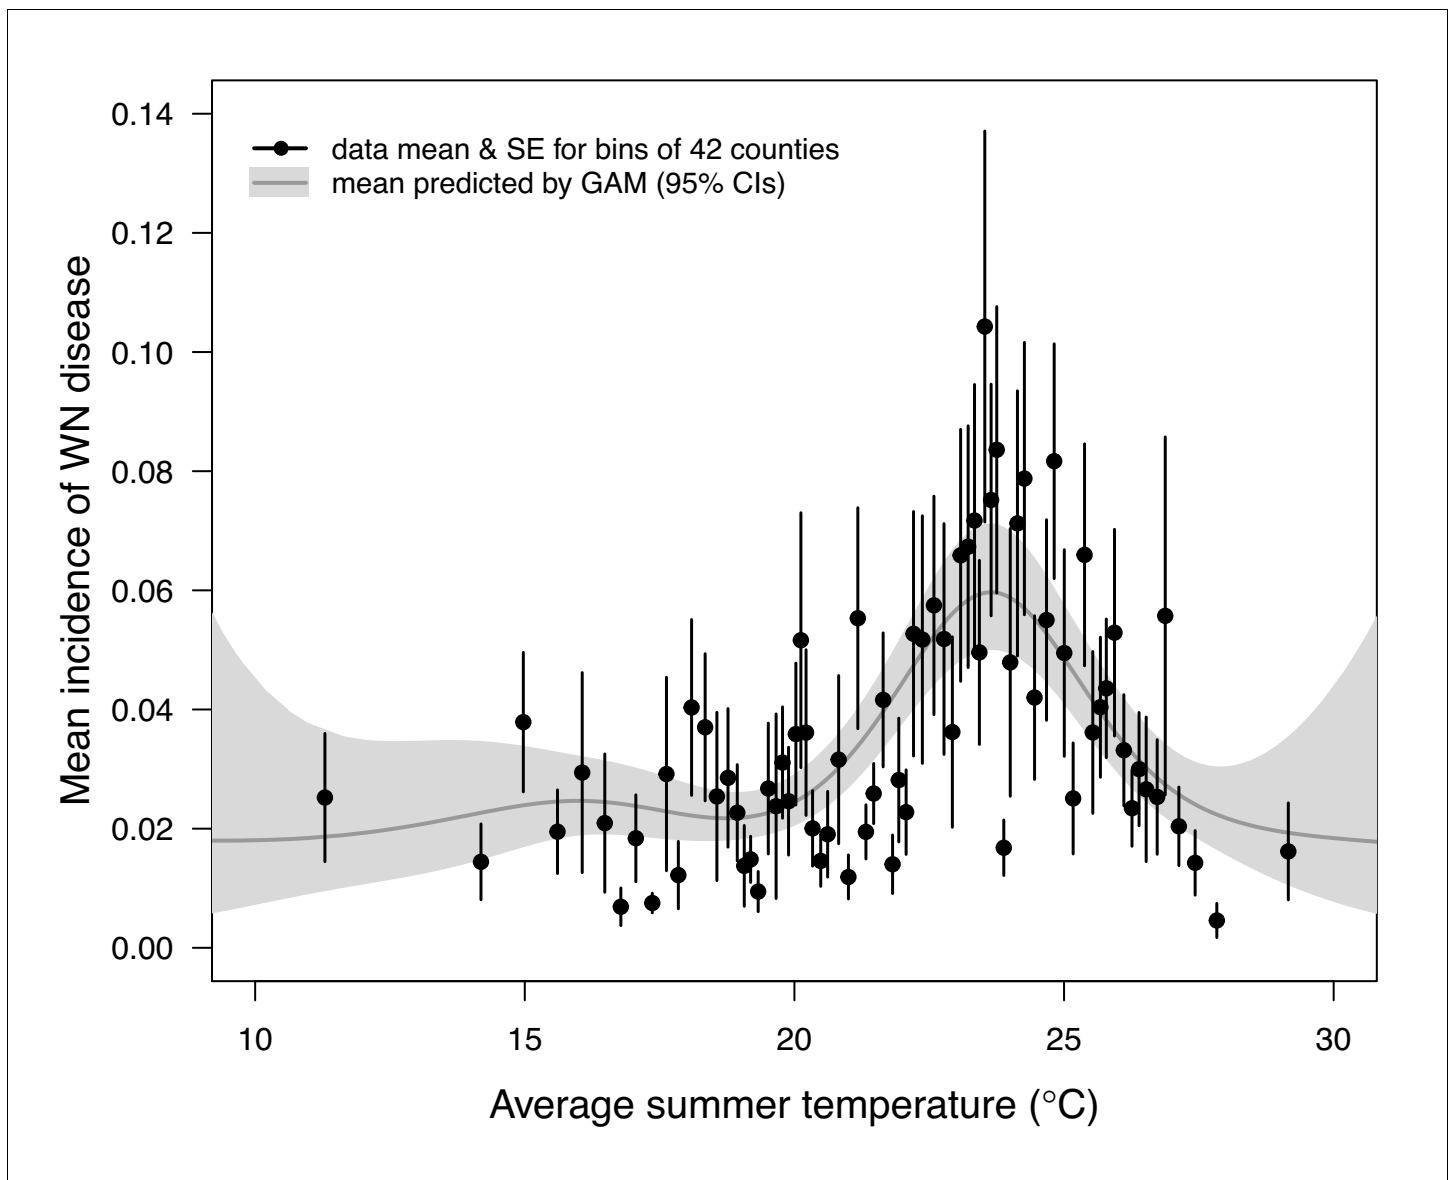 data mean & SE for bins of 42 counties
mean predicted by GAM (95% CIs)
Mean incidence of WN disease
0.14
0.12
0.10
0.08
0.06
0.04
0.02
0.00
10 15 20 25 30
Average summer temperature (°C)